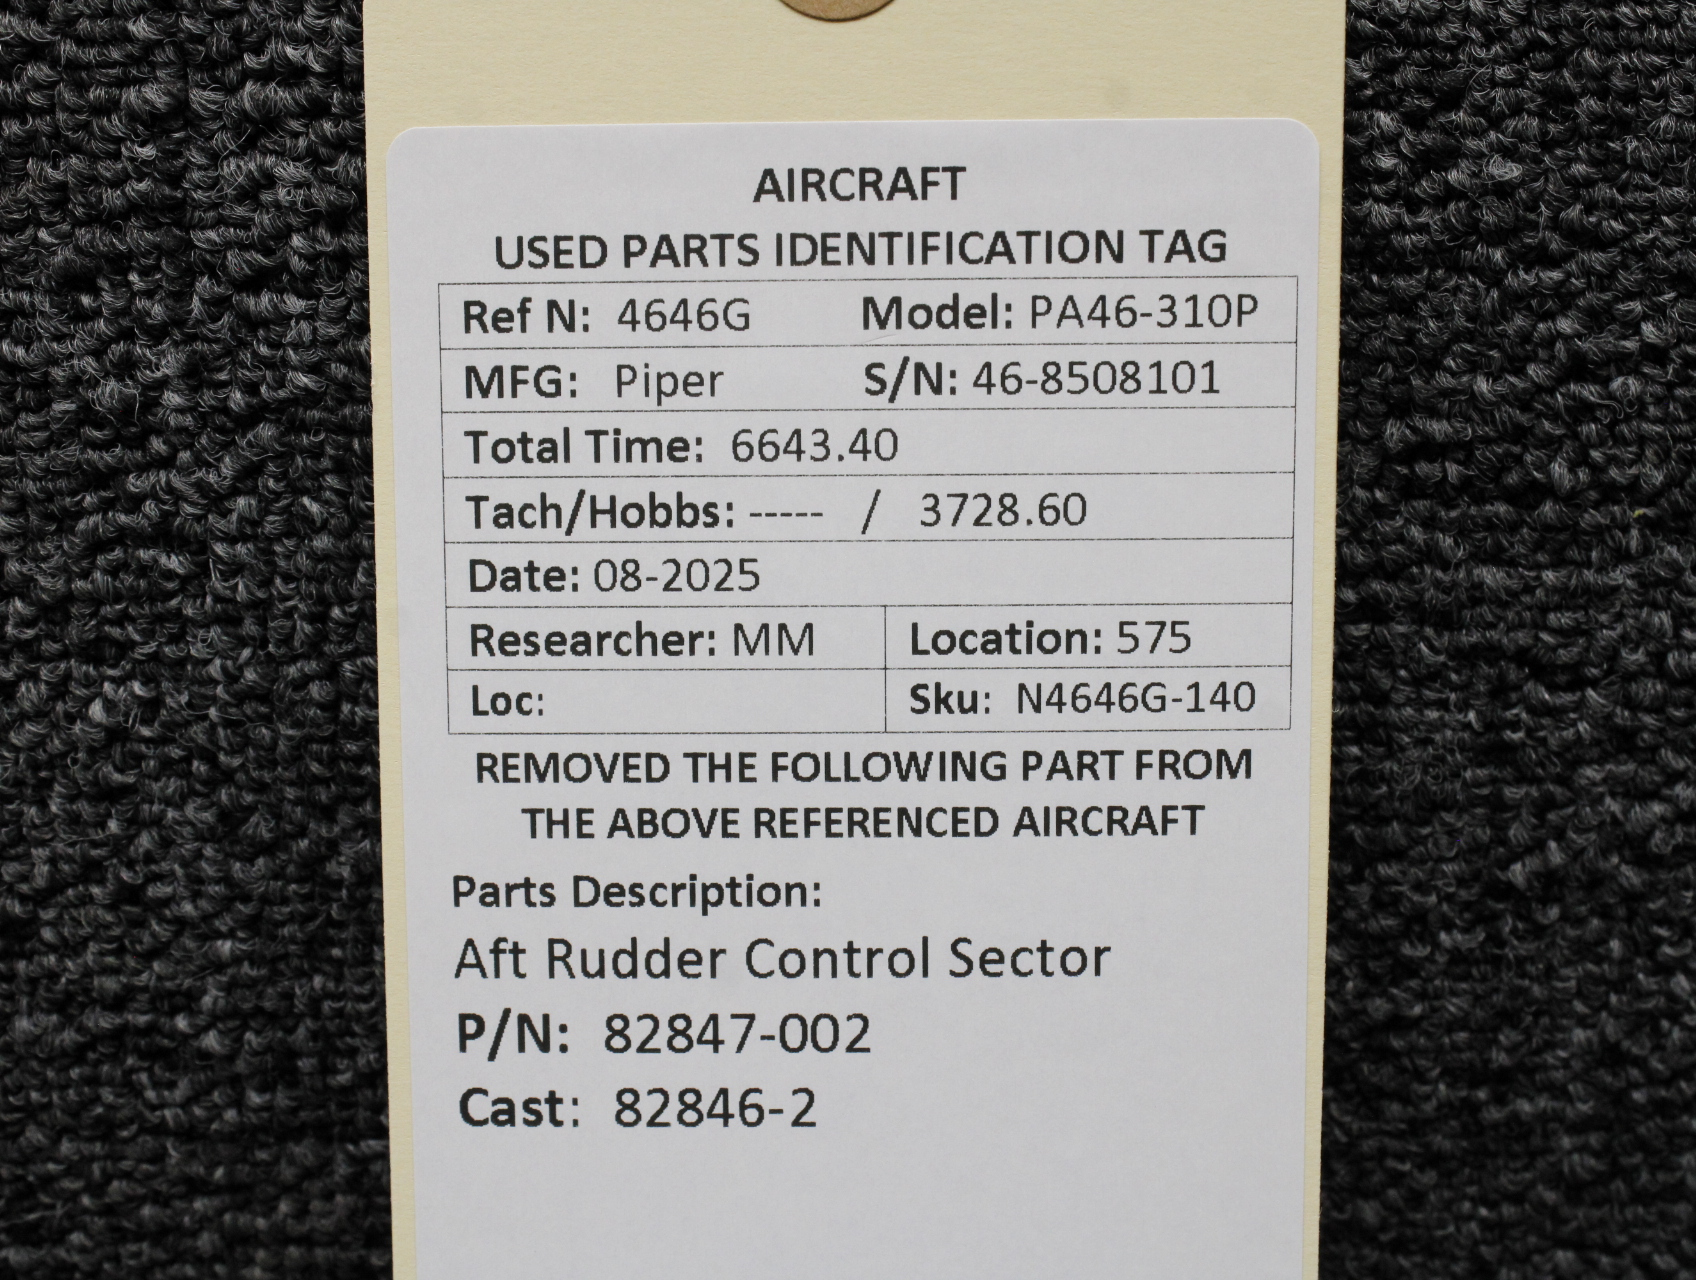 AIRCRAFT
USED PARTS IDENTIFICATION TAG
Ref N: 4646G Model: PA46-310P
MFG: Piper S/N: 46-8508101
Total Time: 6643.40
Tach/Hobbs: ----- / 3728.60
Date: 08-2025
Researcher: MM Location: 575
Loc: Sku: N4646G-140
REMOVED THE FOLLOWING PART FROM
THE ABOVE REFERENCED AIRCRAFT
Parts Description:
Aft Rudder Control Sector
P/N: 82847-002
Cast: 82846-2